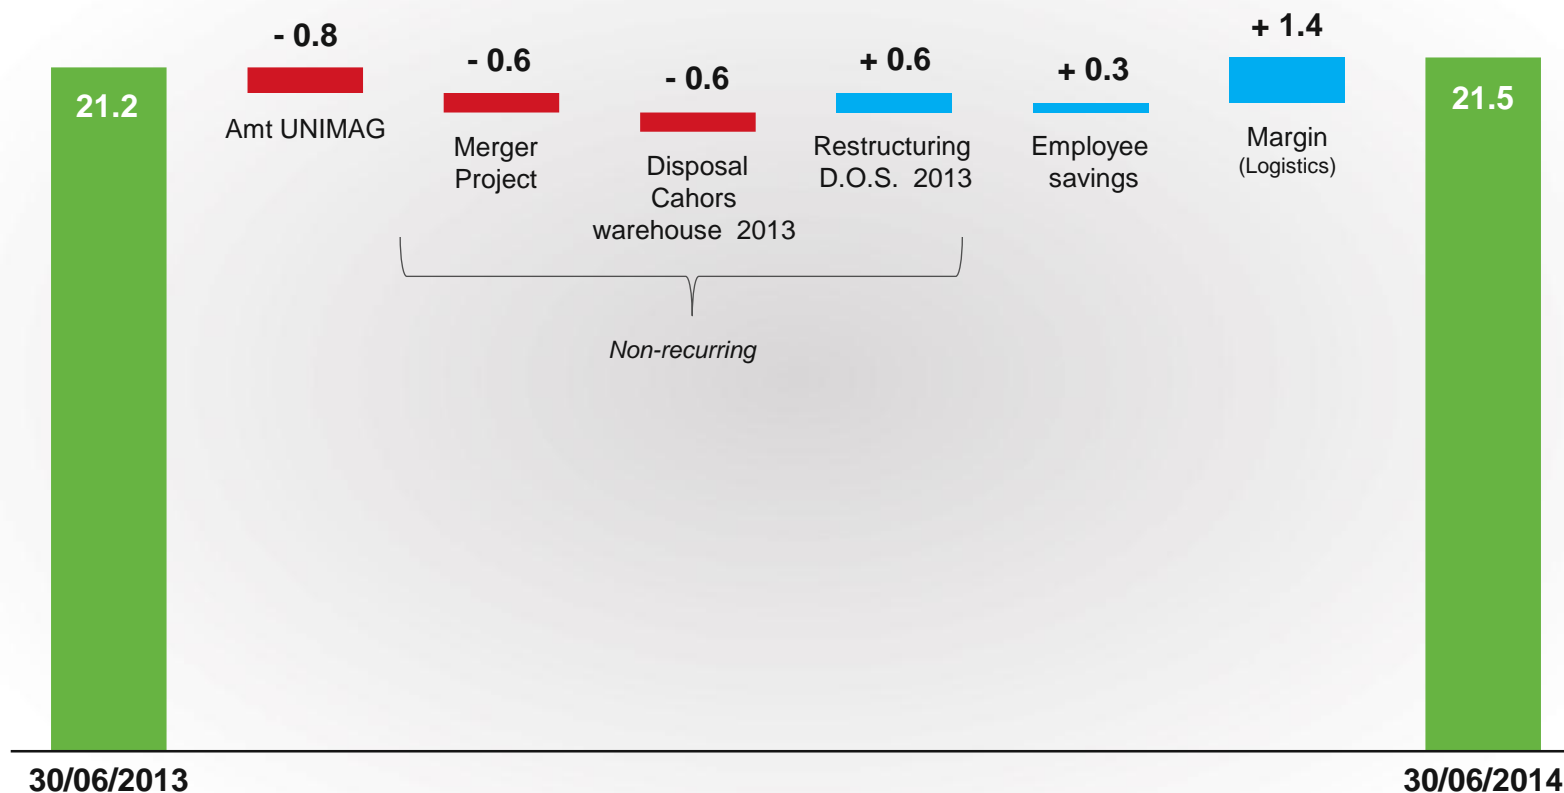 - 0.8
- 0.6
- 0.6
+ 0.6
+ 0.3
+ 1.4
21.2
21.5
Amt UNIMAG
Merger
Project
Disposal
Cahors
warehouse 2013
Restructuring
D.O.S. 2013
Employee
savings
Margin
(Logistics)
Non-recurring
30/06/2013
30/06/2014